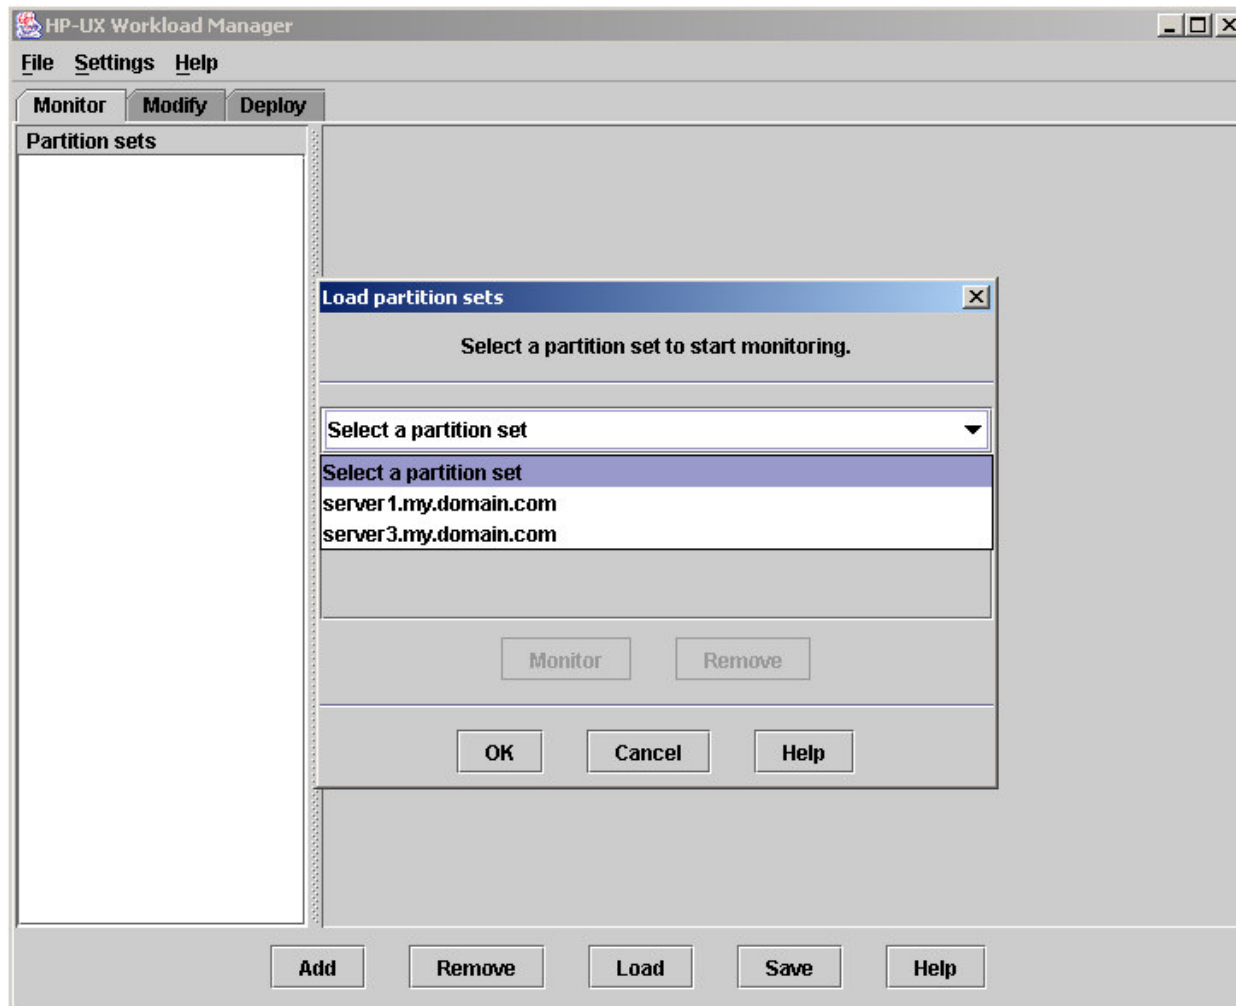 HP-UX Workload Manager
File Settings Help
Monitor Modify Deploy
Partition sets
Load partition sets
Select a partition set to start monitoring.
Select a partition set
Select a partition set
server1.my.domain.com
server3.my.domain.com
Monitor Remove
OK Cancel Help
Add Remove Load Save Help